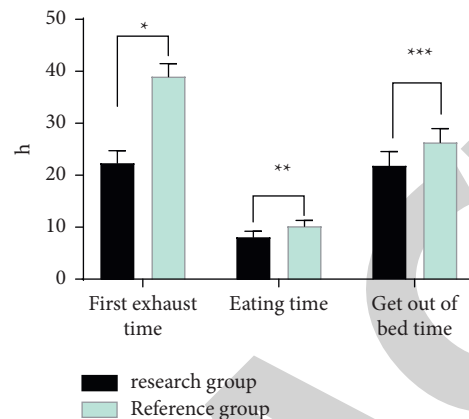 50
40
30
20
10
0
h
*
**
***
First exhaust
time
Eating time
Get out of
bed time
research group
Reference group